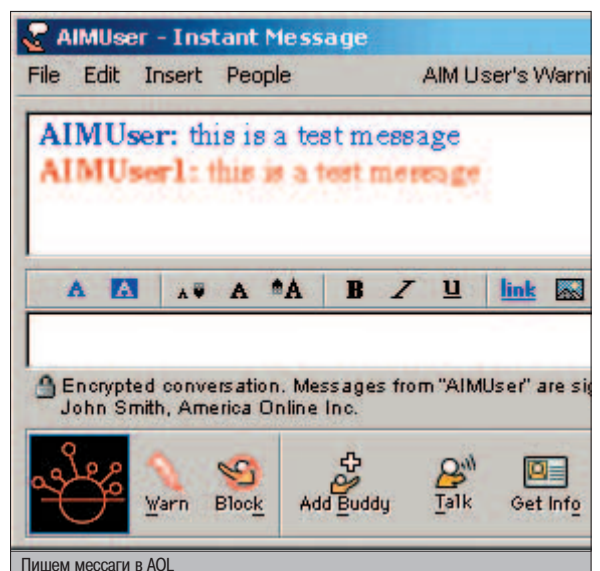 AIMUser - Instant Message
File Edit Insert People AIM User's Warni
AIMUser: this is a test message
AIMUser1: this is a test message
A A A A A B I U link
Encrypted conversation. Messages from "AIMUser" are sig
John Smith, America Online Inc.
Warn Block Add Buddy Talk Get Info
Пишем мессаги в AOL